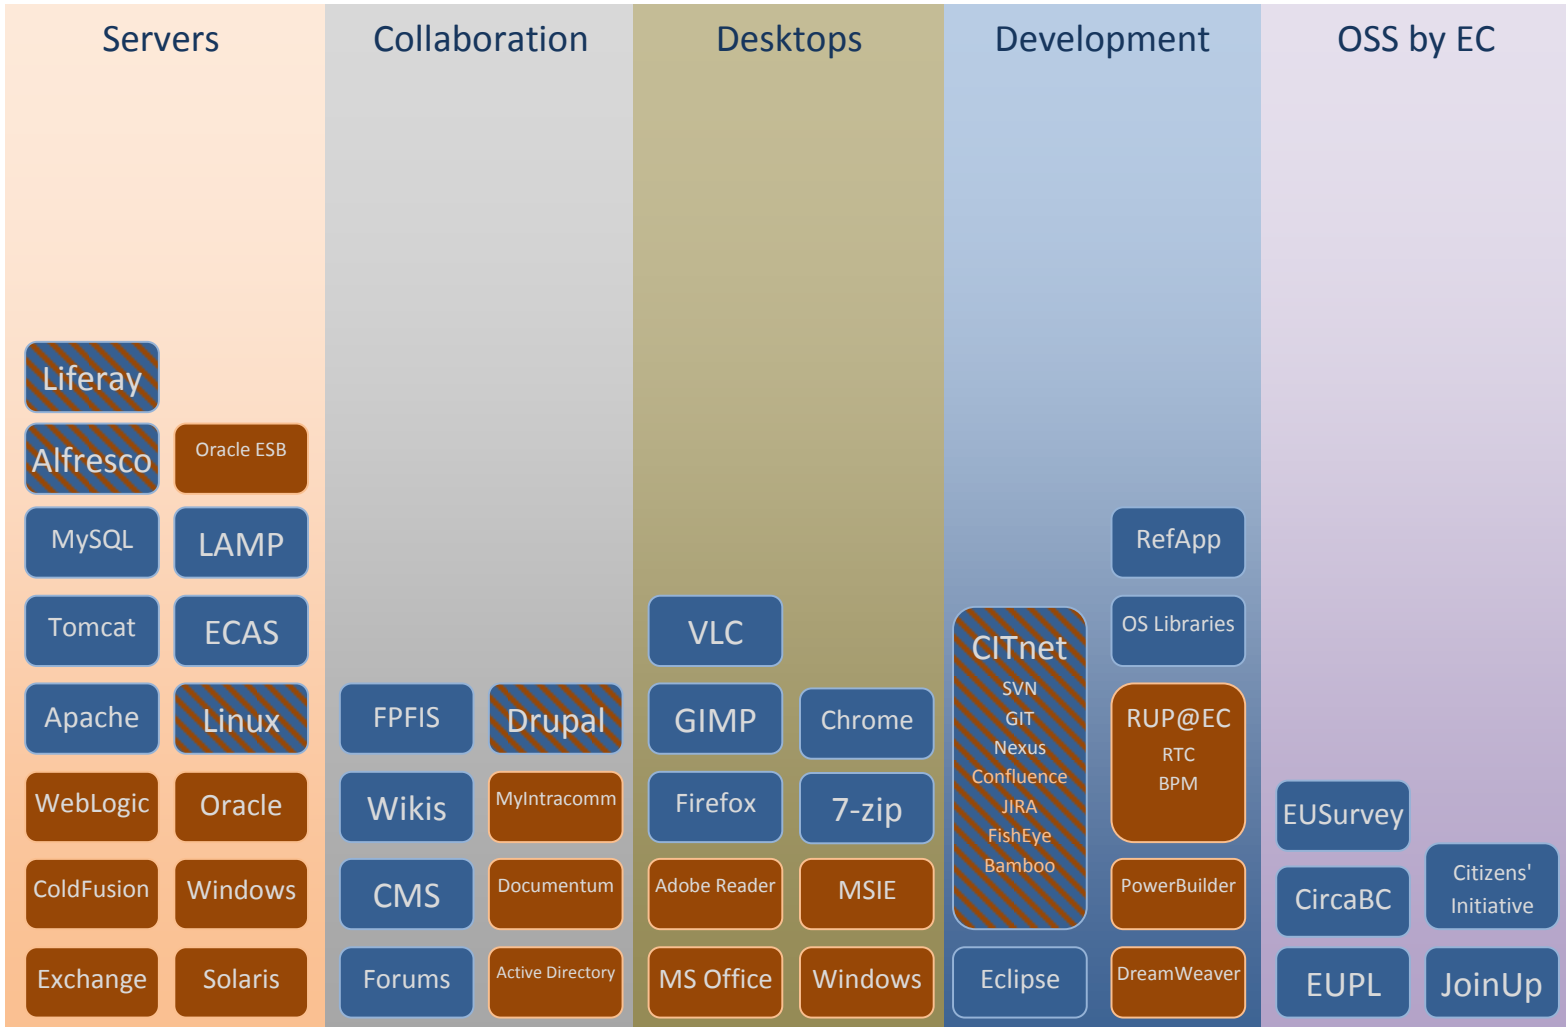 Servers
Collaboration
Desktops
Development
OSS by EC
Liferay
Alfresco
Oracle ESB
MySQL
LAMP
Tomcat
ECAS
Apache
Linux
WebLogic
Oracle
ColdFusion
Windows
Exchange
Solaris
FPFIS
Drupal
Wikis
MyIntracomm
CMS
Documentum
Forums
Active Directory
VLC
GIMP
Chrome
Firefox
7-zip
Adobe Reader
MSIE
MS Office
Windows
RefApp
OS Libraries
CITnet
SVN
GIT
Nexus
Confluence
JIRA
FishEye
Bamboo
RUP@EC
RTC
BPM
PowerBuilder
Eclipse
DreamWeaver
EUSurvey
CircaBC
Citizens'
Initiative
EUPL
JoinUp